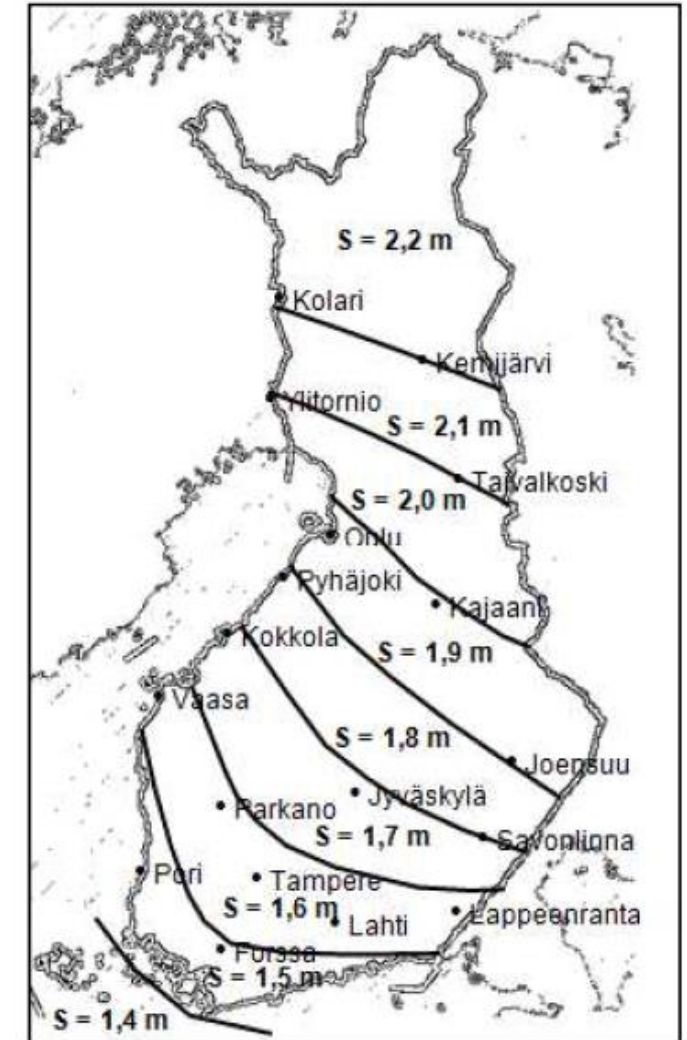 S = 2,2 m
Kolari
Kemijärvi
Ylitornio
S = 2,1 m
Taivalkoski
S = 2,0 m
Oulu
Pyhäjoki
Kajaani
Kokkola
S = 1,9 m
Vaasa
S = 1,8 m
Joensuu
Jyväskylä
Parkano
S = 1,7 m
Savonlinna
Pori
Tampere
S = 1,6 m
Lahti
Lappeenranta
Forssa
S = 1,5 m
S = 1,4 m